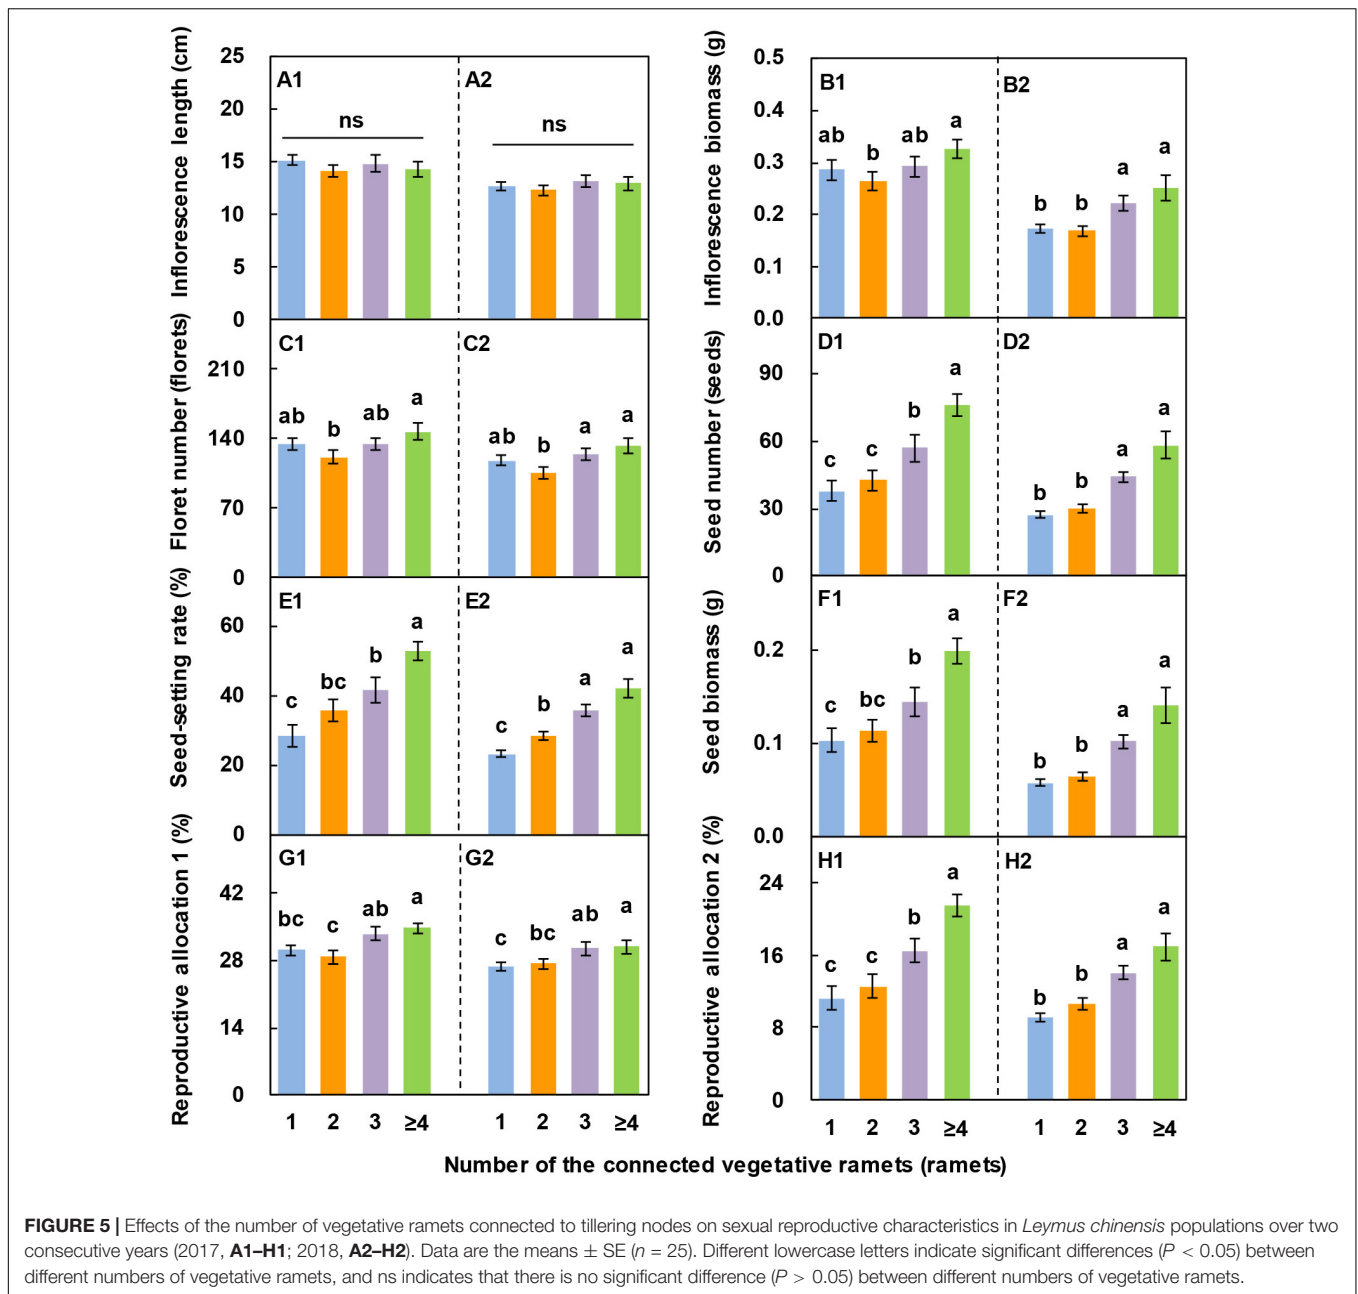 Inflorescence length (cm)
25
20
15
10
5
0
A1
ns
A2
ns
Inflorescence biomass (g)
0.5
0.4
0.3
0.2
0.1
0.0
B1
ab
b
ab
a
B2
b
b
a
a
Floret number (florets)
210
140
70
0
C1
ab
b
ab
a
C2
ab
b
a
a
Seed number (seeds)
90
60
30
0
D1
c
c
b
a
D2
b
b
a
a
Seed-setting rate (%)
60
40
20
0
E1
c
bc
b
a
E2
c
b
a
a
Seed biomass (g)
0.2
0.1
0.0
F1
c
bc
b
a
F2
b
b
a
a
Reproductive allocation 1 (%)
42
28
14
0
G1
bc
c
ab
a
G2
c
bc
ab
a
1 2 3 ≥4 1 2 3 ≥4
Reproductive allocation 2 (%)
24
16
8
0
H1
c
c
b
a
H2
b
b
a
a
1 2 3 ≥4 1 2 3 ≥4
Number of the connected vegetative ramets (ramets)
FIGURE 5 | Effects of the number of vegetative ramets connected to tillering nodes on sexual reproductive characteristics in Leymus chinensis populations over two
consecutive years (2017, A1–H1; 2018, A2–H2). Data are the means ± SE (n = 25). Different lowercase letters indicate significant differences (P < 0.05) between
different numbers of vegetative ramets, and ns indicates that there is no significant difference (P > 0.05) between different numbers of vegetative ramets.